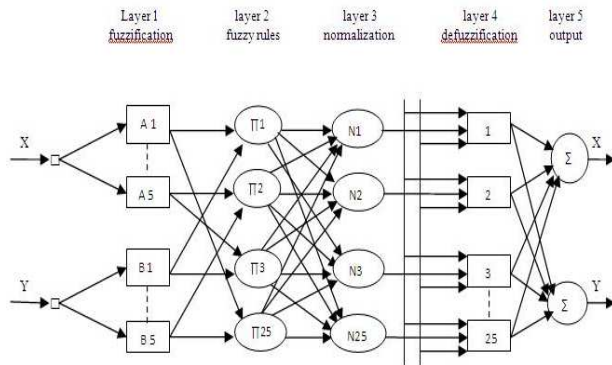 Layer 1 layer 2 layer 3 layer 4 layer 5
fuzzification fuzzy rules normalization defuzzification output
X A 1 ∏1 N1 1 Σ X
A 5 ∏2 N2 2
B 1 ∏3 N3 3
Y Σ Y
B 5 ∏25 N25 25